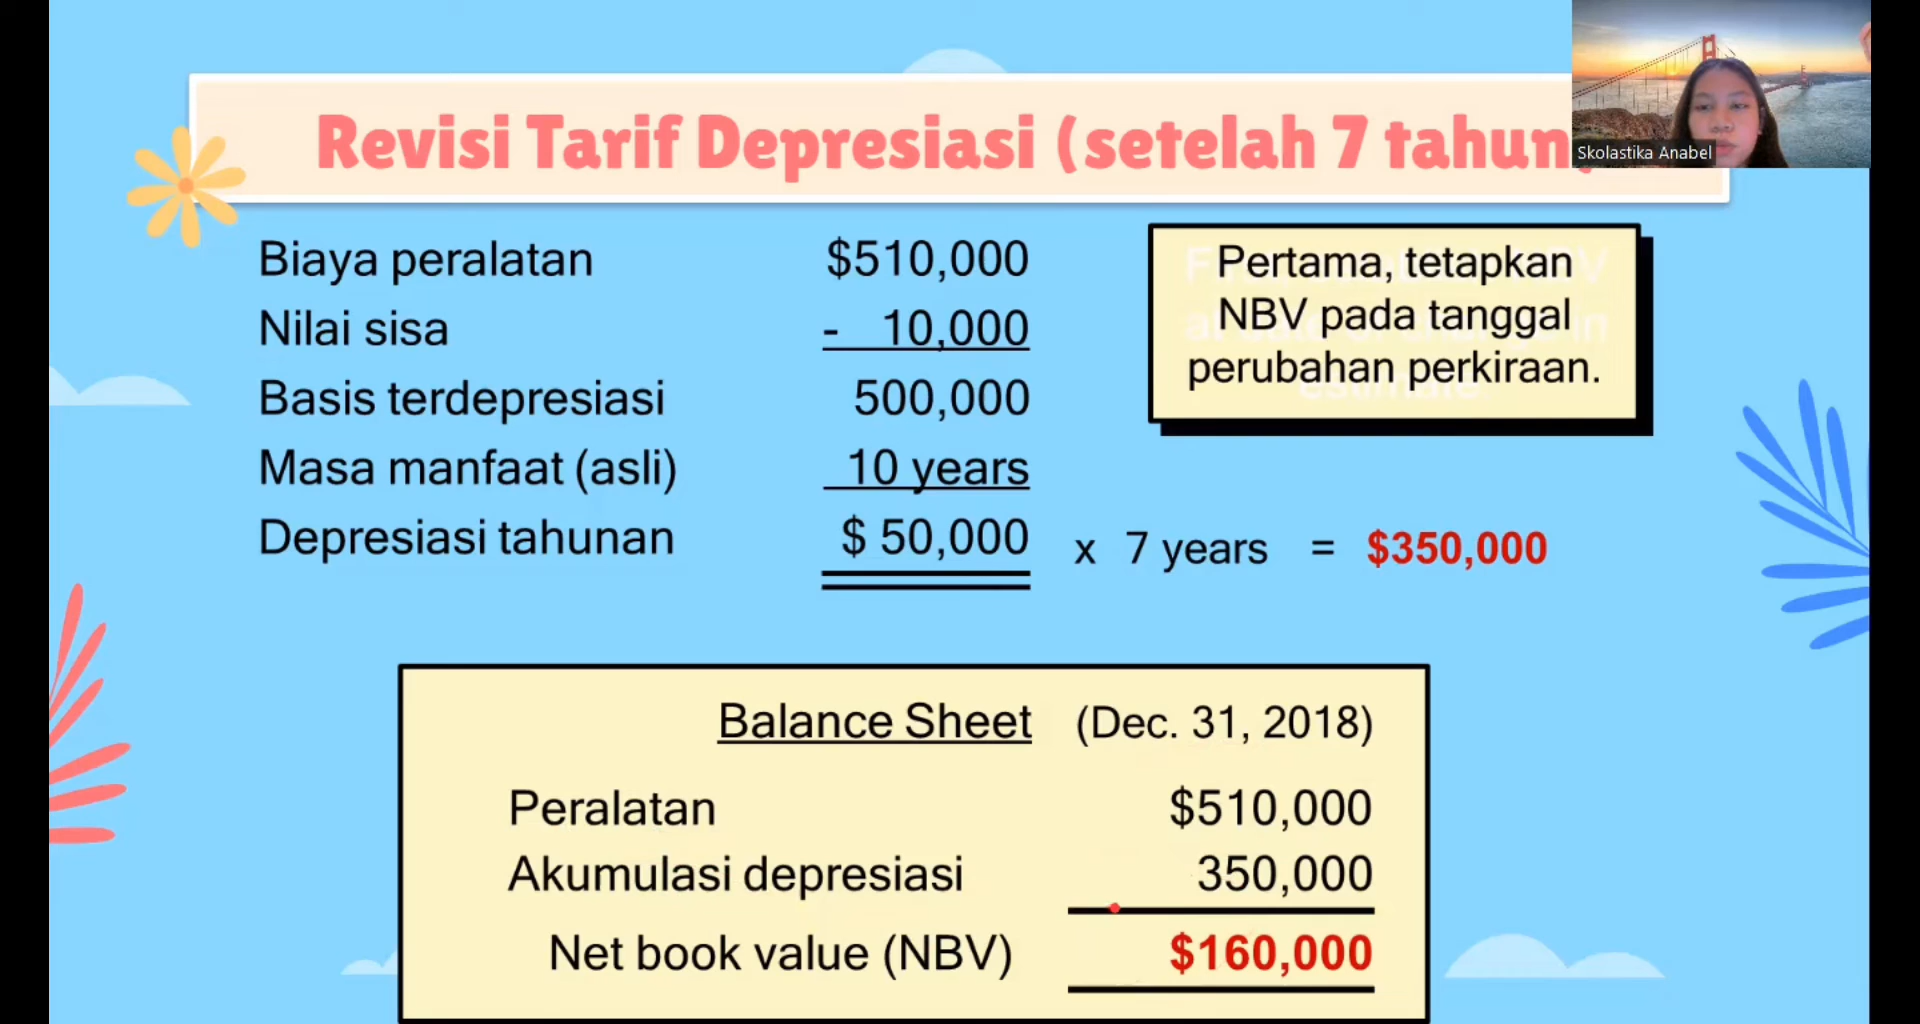 Revisi Tarif Depresiasi (setelah 7 tahun)
Skolastika Anabel
Biaya peralatan $510,000
Nilai sisa - 10,000
Basis terdepresiasi 500,000
Masa manfaat (asli) 10 years
Depresiasi tahunan $ 50,000 x 7 years = $350,000
Pertama, tetapkan
NBV pada tanggal
perubahan perkiraan.
Balance Sheet (Dec. 31, 2018)
Peralatan $510,000
Akumulasi depresiasi 350,000
Net book value (NBV) $160,000